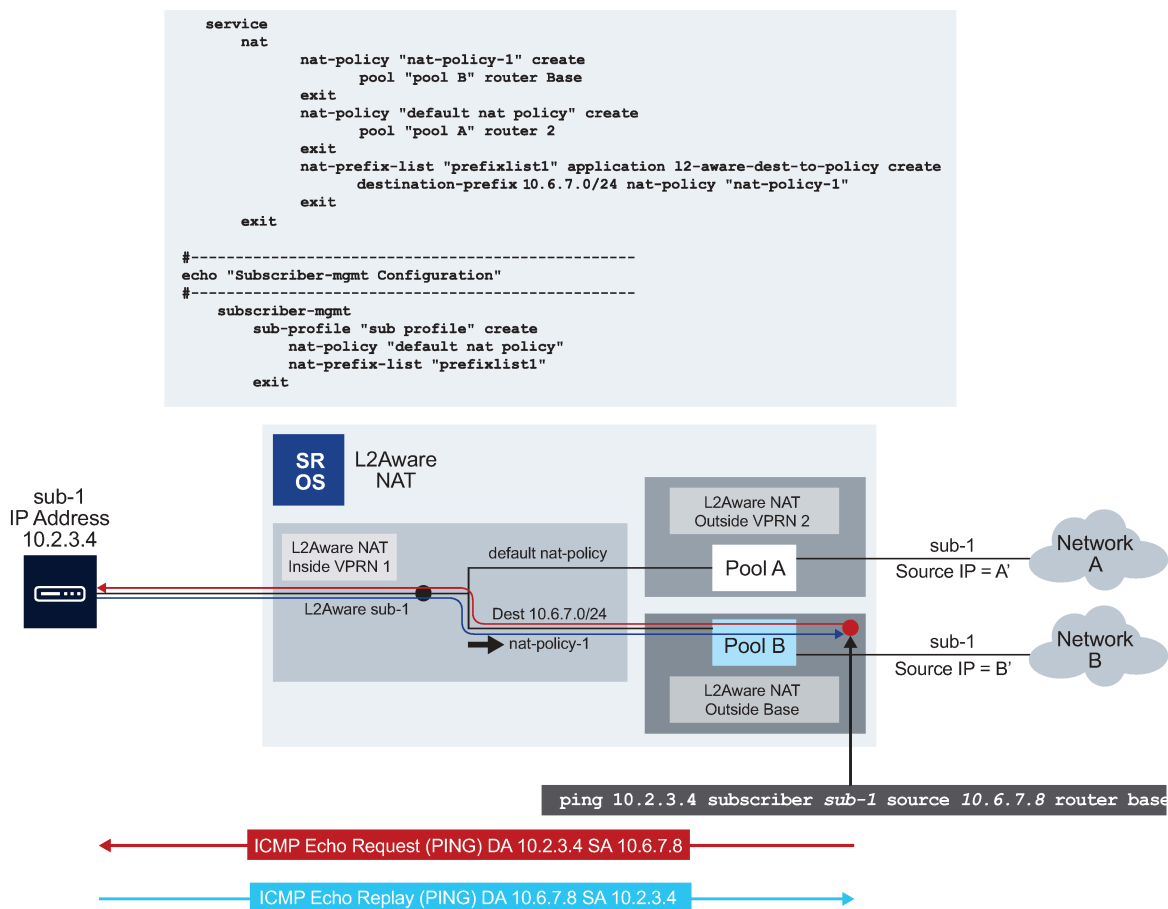 service
nat
nat-policy "nat-policy-1" create
pool "pool B" router Base
exit
nat-policy "default nat policy" create
pool "pool A" router 2
exit
nat-prefix-list "prefixlist1" application l2-aware-dest-to-policy create
destination-prefix 10.6.7.0/24 nat-policy "nat-policy-1"
exit
exit
#--------------------------------------------------
echo "Subscriber-mgmt Configuration"
#--------------------------------------------------
subscriber-mgmt
sub-profile "sub profile" create
nat-policy "default nat policy"
nat-prefix-list "prefixlist1"
exit
SR
OS
L2Aware
NAT
sub-1
IP Address
10.2.3.4
L2Aware NAT
Inside VPRN 1
L2Aware sub-1
default nat-policy
Dest 10.6.7.0/24
nat-policy-1
L2Aware NAT
Outside VPRN 2
Pool A
Pool B
L2Aware NAT
Outside Base
sub-1
Source IP = A'
Network
A
sub-1
Source IP = B'
Network
B
ping 10.2.3.4 subscriber sub-1 source 10.6.7.8 router base
ICMP Echo Request (PING) DA 10.2.3.4 SA 10.6.7.8
ICMP Echo Replay (PING) DA 10.6.7.8 SA 10.2.3.4